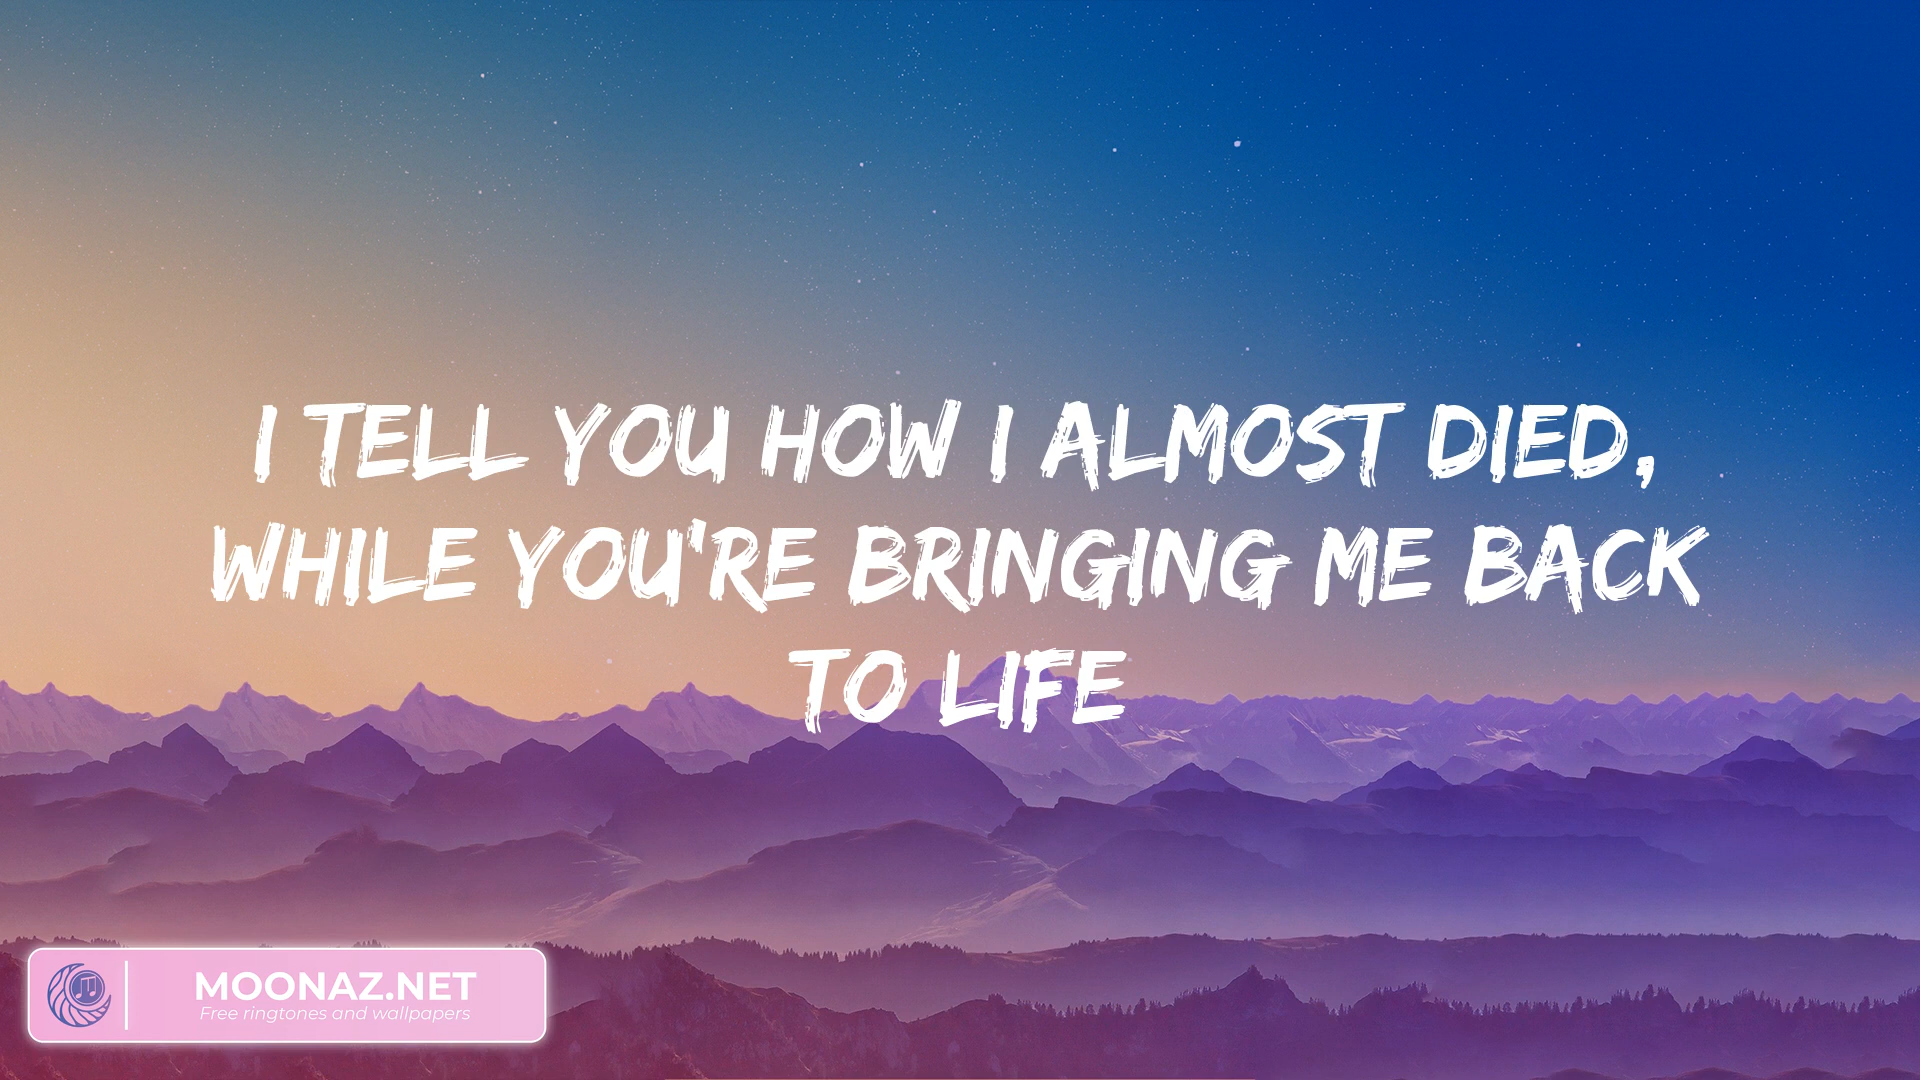 I TELL YOU HOW I ALMOST DIED,
WHILE YOU'RE BRINGING ME BACK
TO LIFE
MOONAZ.NET
Free ringtones and wallpapers